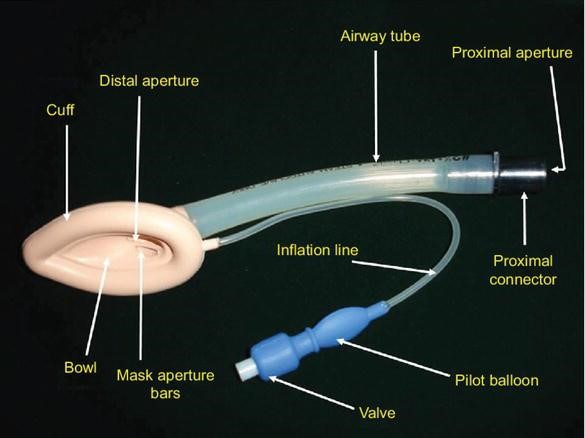 Airway tube
Proximal aperture
Distal aperture
Cuff
Inflation line
Proximal
connector
Bowl
Mask aperture
bars
Pilot balloon
Valve